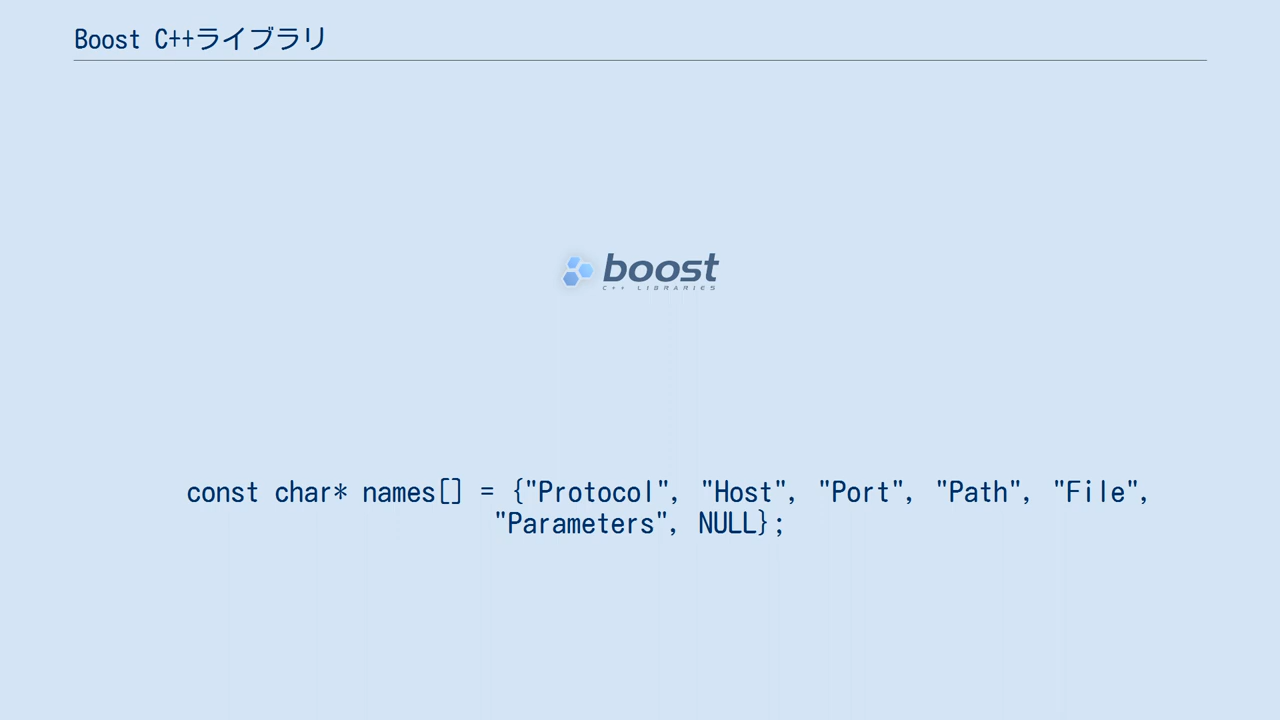 Boost C++ライブラリ
boost
C++ LIBRARIES
const char* names[] = {"Protocol", "Host", "Port", "Path", "File",
"Parameters", NULL};